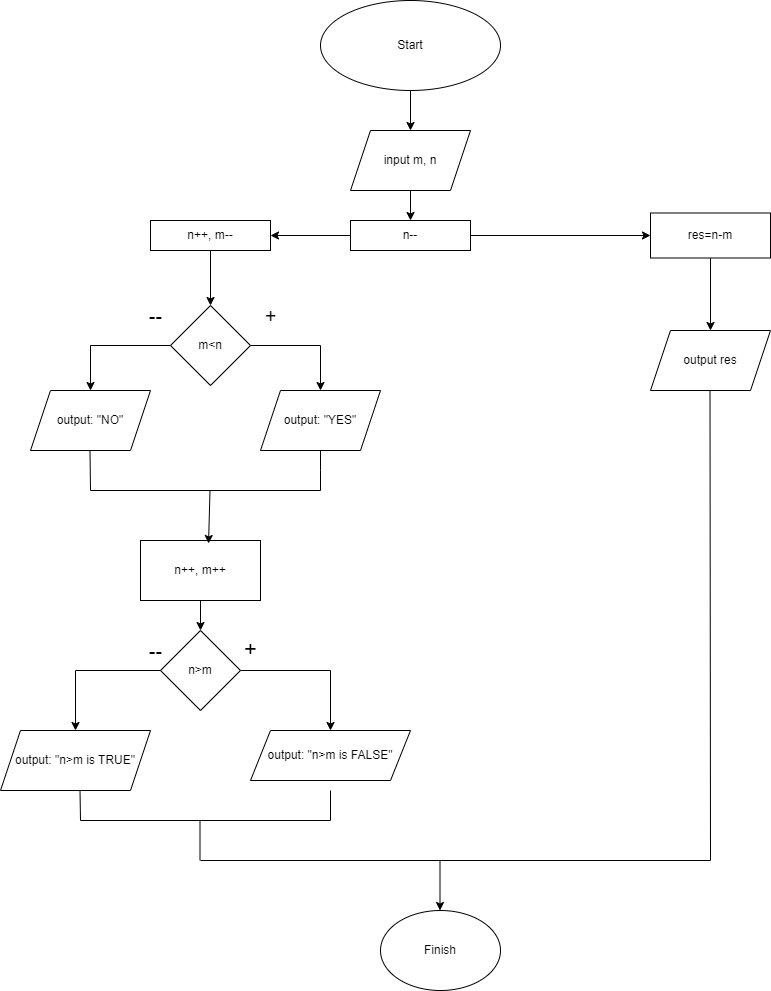 Start
input m, n
n++, m--
n--
res=n-m
--
+
m<n
output res
output: "NO"
output: "YES"
n++, m++
--
+
n>m
output: "n>m is TRUE"
output: "n>m is FALSE"
Finish